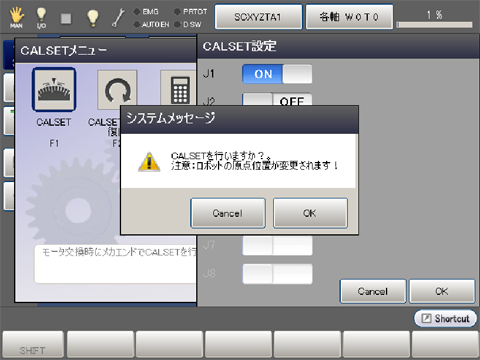 MAN
I/O
EMG
PRTOT
AUTO EN
D SW
SCXYZTA1
各軸 W0T0
1 %
CALSETメニュー
CALSET設定
J1
ON
J2
OFF
CALSET
CALSET
F1
システムメッセージ
CALSETを行いますか？。
注意：ロボットの原点位置が変更されます！
Cancel
OK
J7
モータ交換時にメカエンドでCALSETを行
J8
Cancel
OK
Shortcut
SHIFT